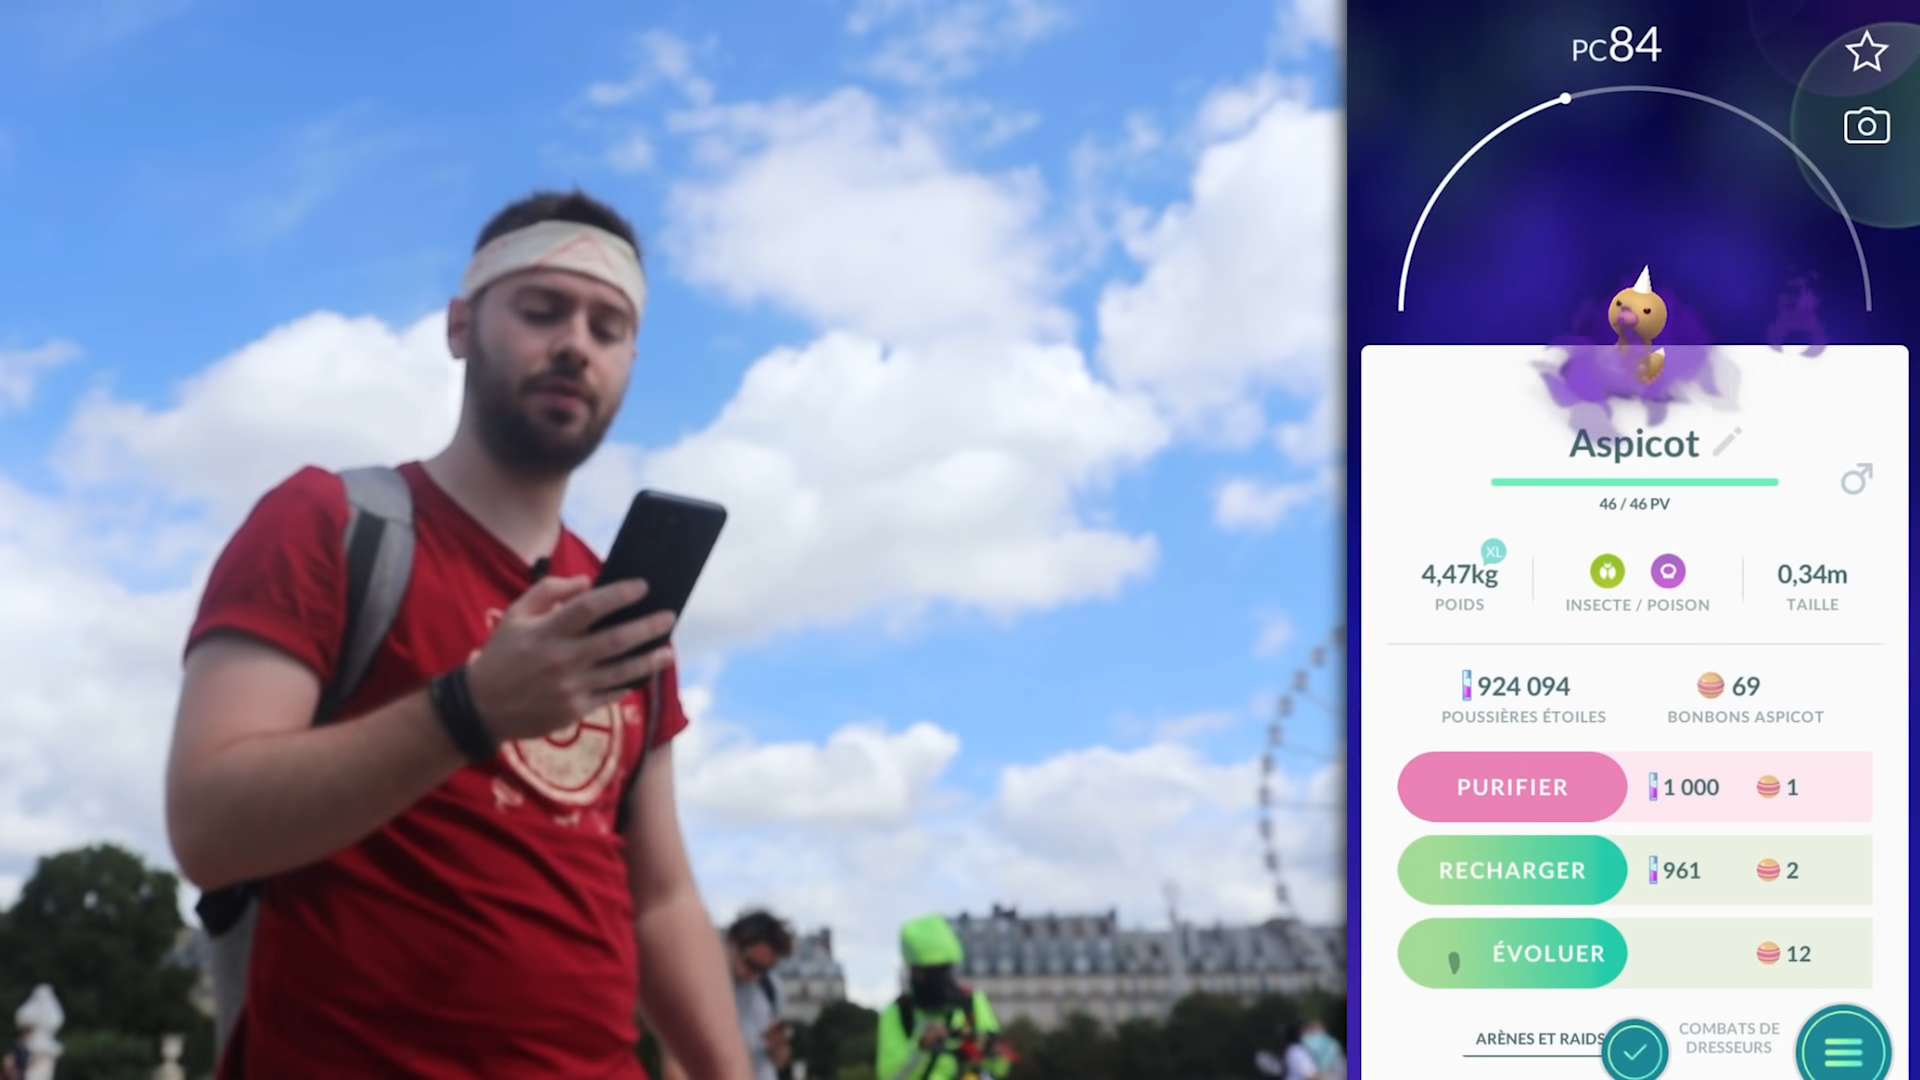 PC84
Aspicot
46 / 46 PV
XL
4,47kg
POIDS
INSECTE / POISON
0,34m
TAILLE
924 094
POUSSIÈRES ÉTOILES
69
BONBONS ASPICOT
PURIFIER 1 000 1
RECHARGER 961 2
ÉVOLUER 12
ARÈNES ET RAIDS
COMBATS DE
DRESSEURS